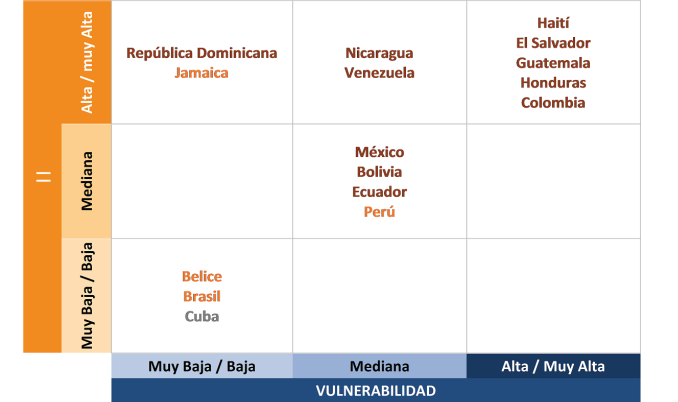 Alta / muy Alta
República Dominicana
Jamaica
Nicaragua
Venezuela
Haití
El Salvador
Guatemala
Honduras
Colombia
II
Mediana
México
Bolivia
Ecuador
Perú
Muy Baja / Baja
Belice
Brasil
Cuba
Muy Baja / Baja
Mediana
Alta / Muy Alta
VULNERABILIDAD